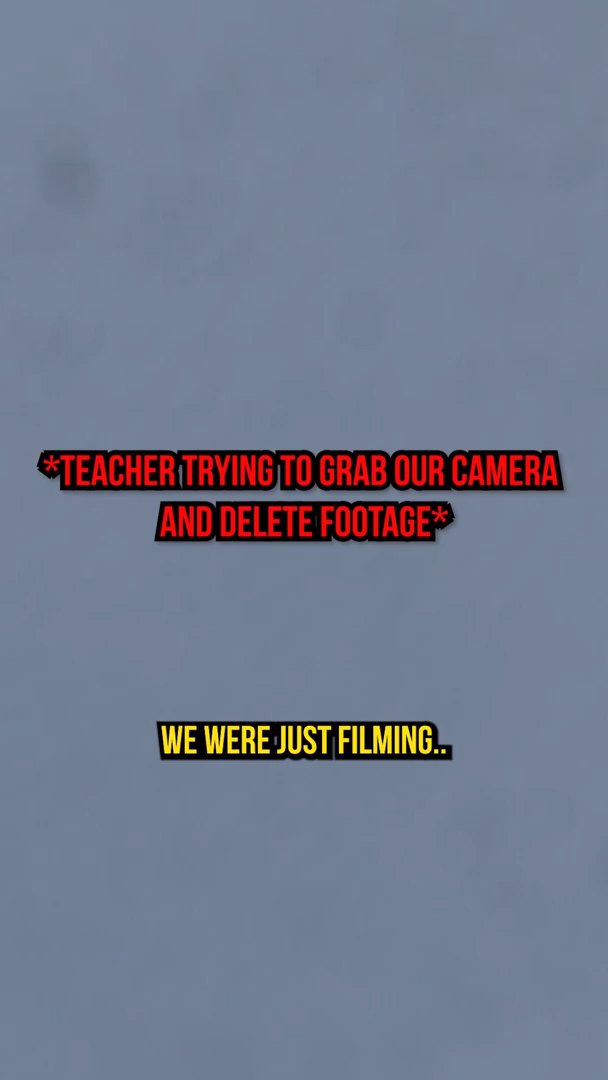 *TEACHER TRYING TO GRAB OUR CAMERA
AND DELETE FOOTAGE*
WE WERE JUST FILMING..